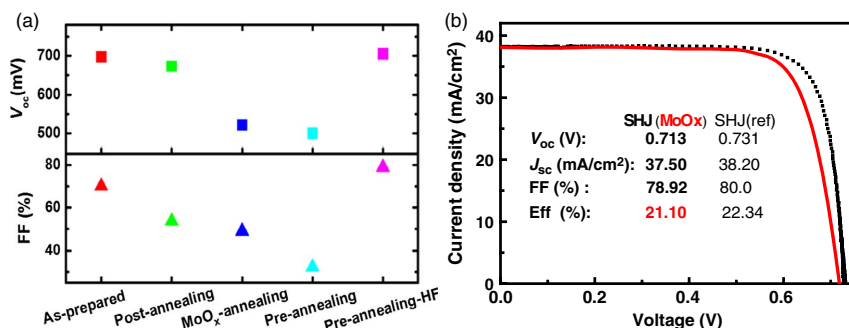 (a)
V_oc(mV)
700
600
500
FF (%)
80
60
40
As-prepared
Post-annealing
MoOₓ-annealing
Pre-annealing
Pre-annealing-HF
(b)
Current density (mA/cm²)
40
30
20
10
0
SHJ (MoOx) SHJ(ref)
V_oc (V): 0.713 0.731
J_sc (mA/cm²): 37.50 38.20
FF (%) : 78.92 80.0
Eff (%): 21.10 22.34
0.0 0.2 0.4 0.6
Voltage (V)